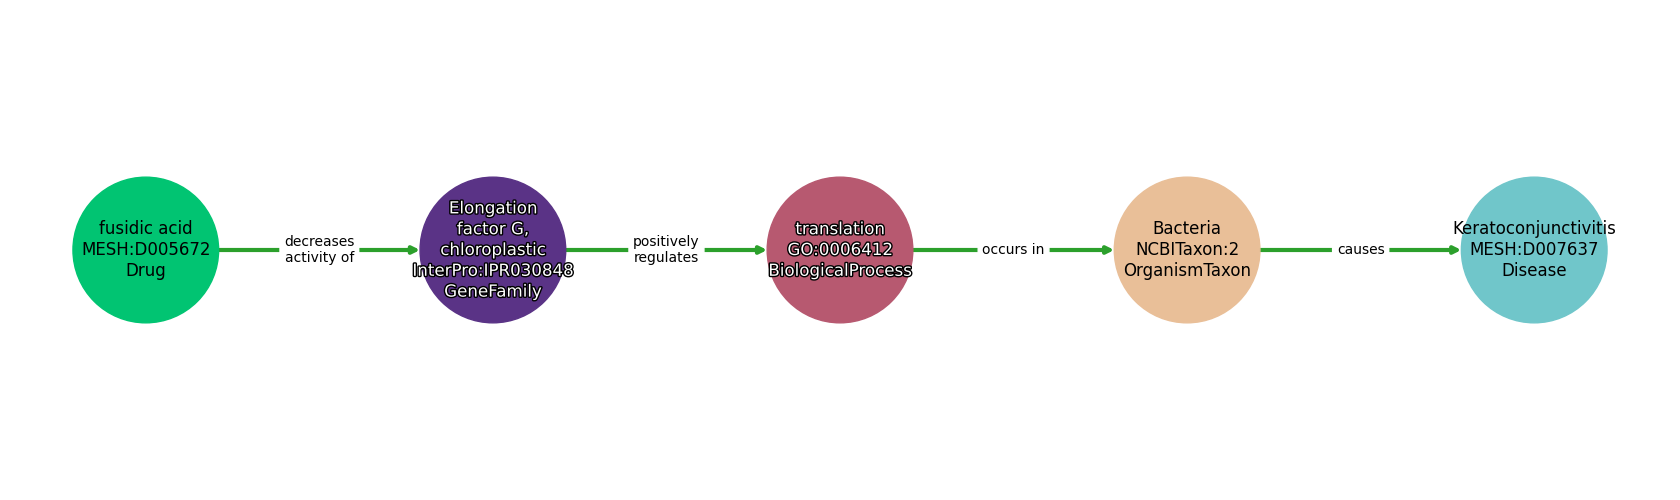 fusidic acid
MESH:D005672
Drug
decreases
activity of
Elongation
factor G,
chloroplastic
InterPro:IPR030848
GeneFamily
positively
regulates
translation
GO:0006412
BiologicalProcess
occurs in
Bacteria
NCBITaxon:2
OrganismTaxon
causes
Keratoconjunctivitis
MESH:D007637
Disease